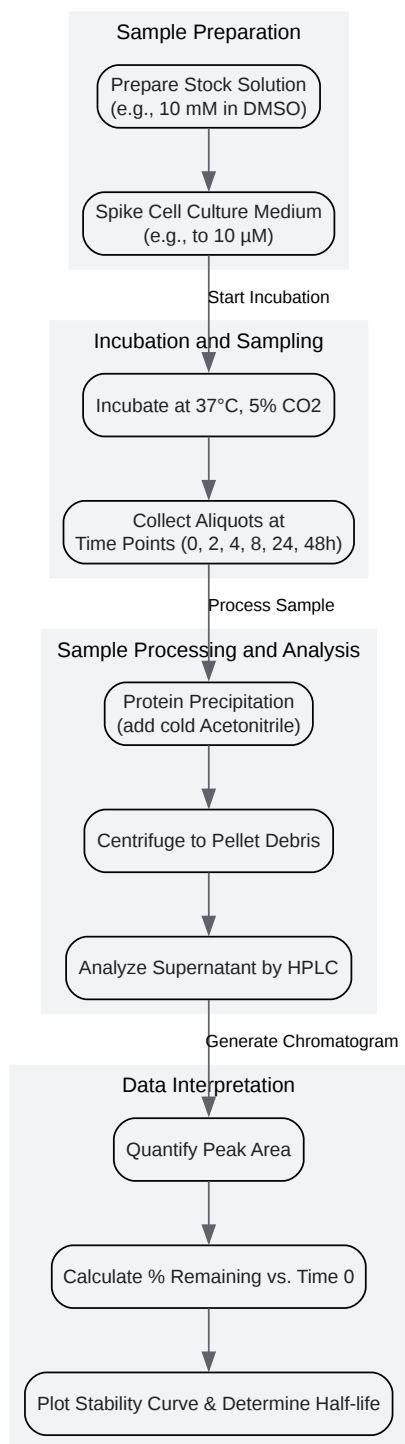 Sample Preparation
Prepare Stock Solution
(e.g., 10 mM in DMSO)
Spike Cell Culture Medium
(e.g., to 10 µM)
Start Incubation
Incubation and Sampling
Incubate at 37°C, 5% CO2
Collect Aliquots at
Time Points (0, 2, 4, 8, 24, 48h)
Process Sample
Sample Processing and Analysis
Protein Precipitation
(add cold Acetonitrile)
Centrifuge to Pellet Debris
Analyze Supernatant by HPLC
Generate Chromatogram
Data Interpretation
Quantify Peak Area
Calculate % Remaining vs. Time 0
Plot Stability Curve & Determine Half-life